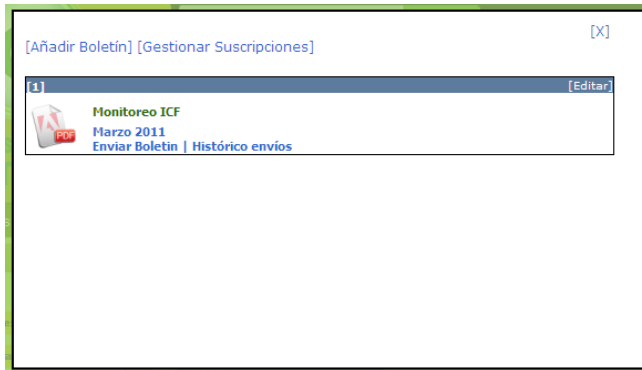 [X]
[Añadir Boletín] [Gestionar Suscripciones]
[1] [Editar]
Monitoreo ICF
PDF
Marzo 2011
Enviar Boletin | Histórico envíos